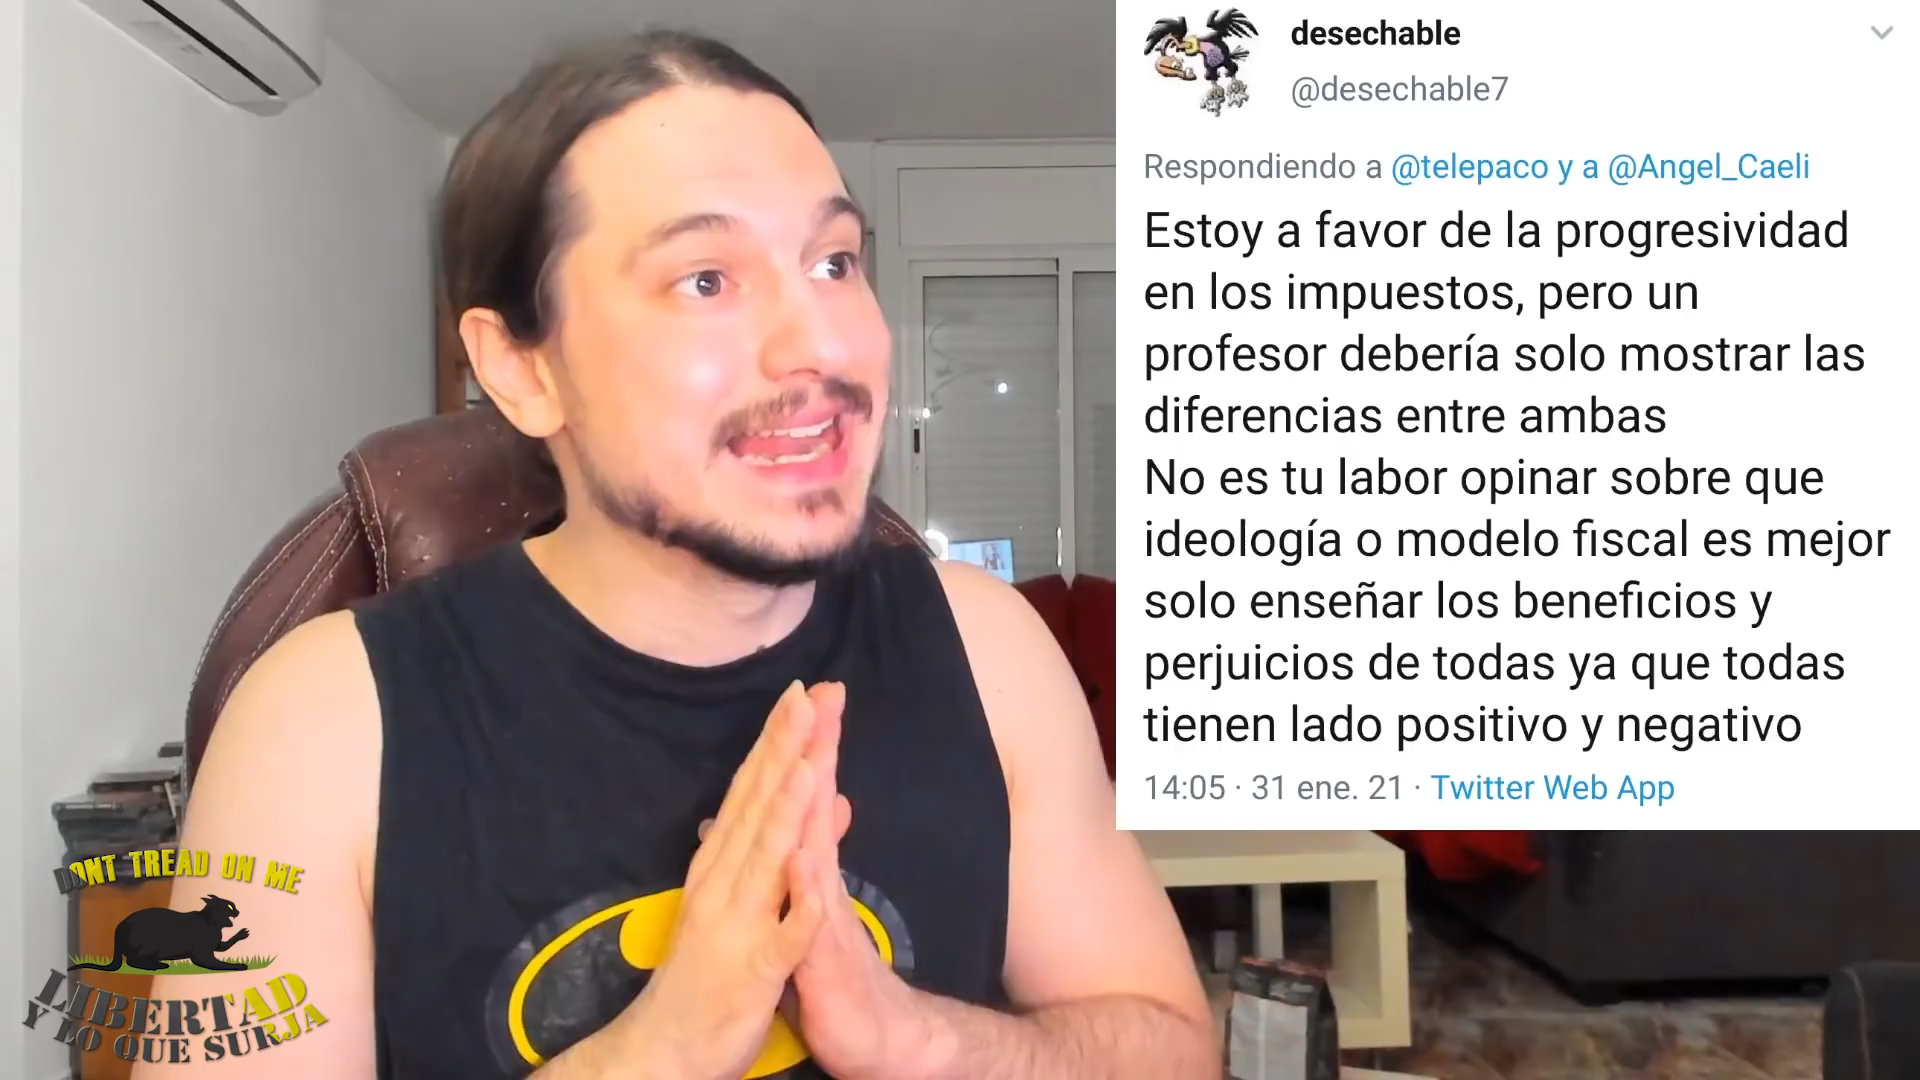 desechable
@desechable7
Respondiendo a @telepaco y a @Angel_Caeli
Estoy a favor de la progresividad
en los impuestos, pero un
profesor debería solo mostrar las
diferencias entre ambas
No es tu labor opinar sobre que
ideología o modelo fiscal es mejor
solo enseñar los beneficios y
perjuicios de todas ya que todas
tienen lado positivo y negativo
14:05 · 31 ene. 21 · Twitter Web App
DONT TREAD ON ME
LIBERTAD
Y LO QUE SURJA